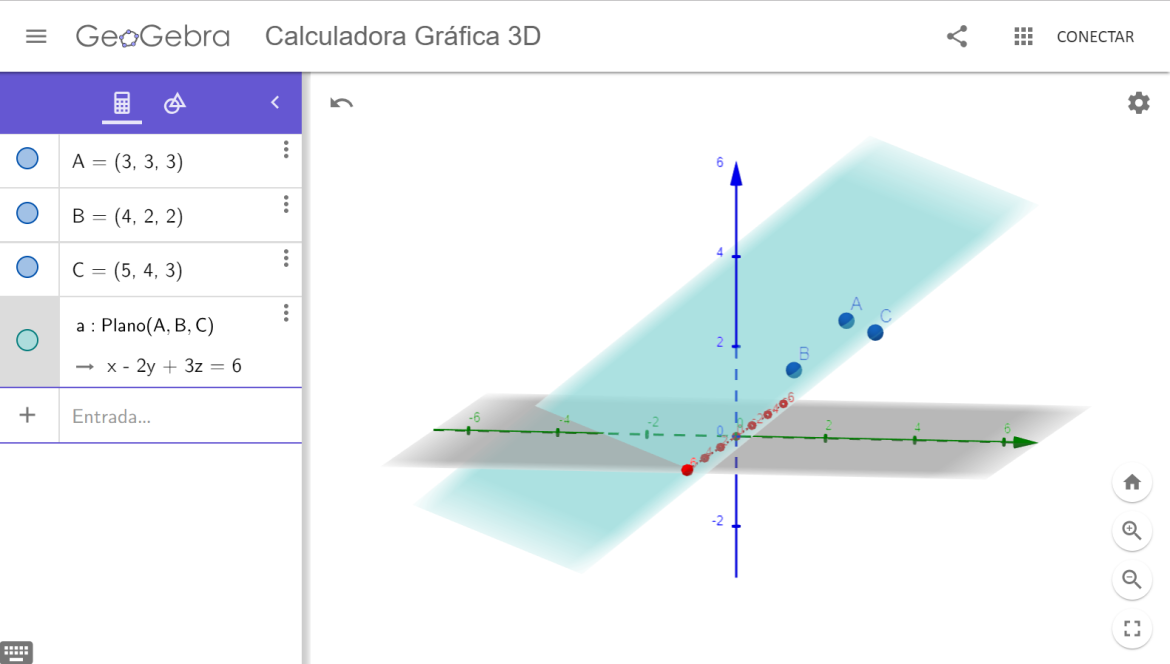 GeoGebra Calculadora Gráfica 3D CONECTAR
A = (3, 3, 3)
B = (4, 2, 2)
C = (5, 4, 3)
a : Plano(A, B, C)
→ x - 2y + 3z = 6
+ Entrada...
6
4
2
0
-2
A
C
B
-6
-4
-2
2
4
6